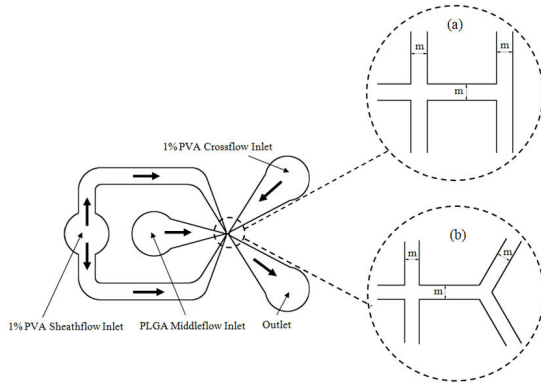 (a)
m
m
m
1%PVA Crossflow Inlet
(b)
m
m
m
1%PVA Sheathflow Inlet
PLGA Middleflow Inlet
Outlet